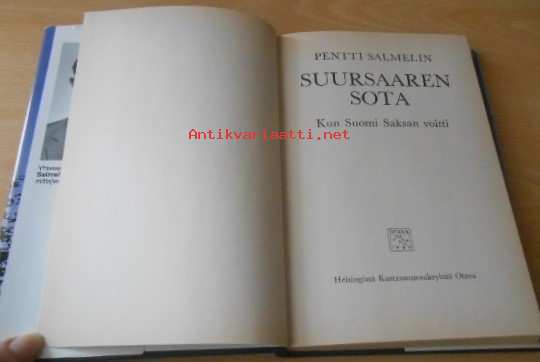 PENTTI SALMELIN
SUURSAAREN
SOTA
Kun Suomi Saksan voitti
Antikvariaatti.net
OTAVA
Helsingissä Kustannusosakeyhtiö Otava